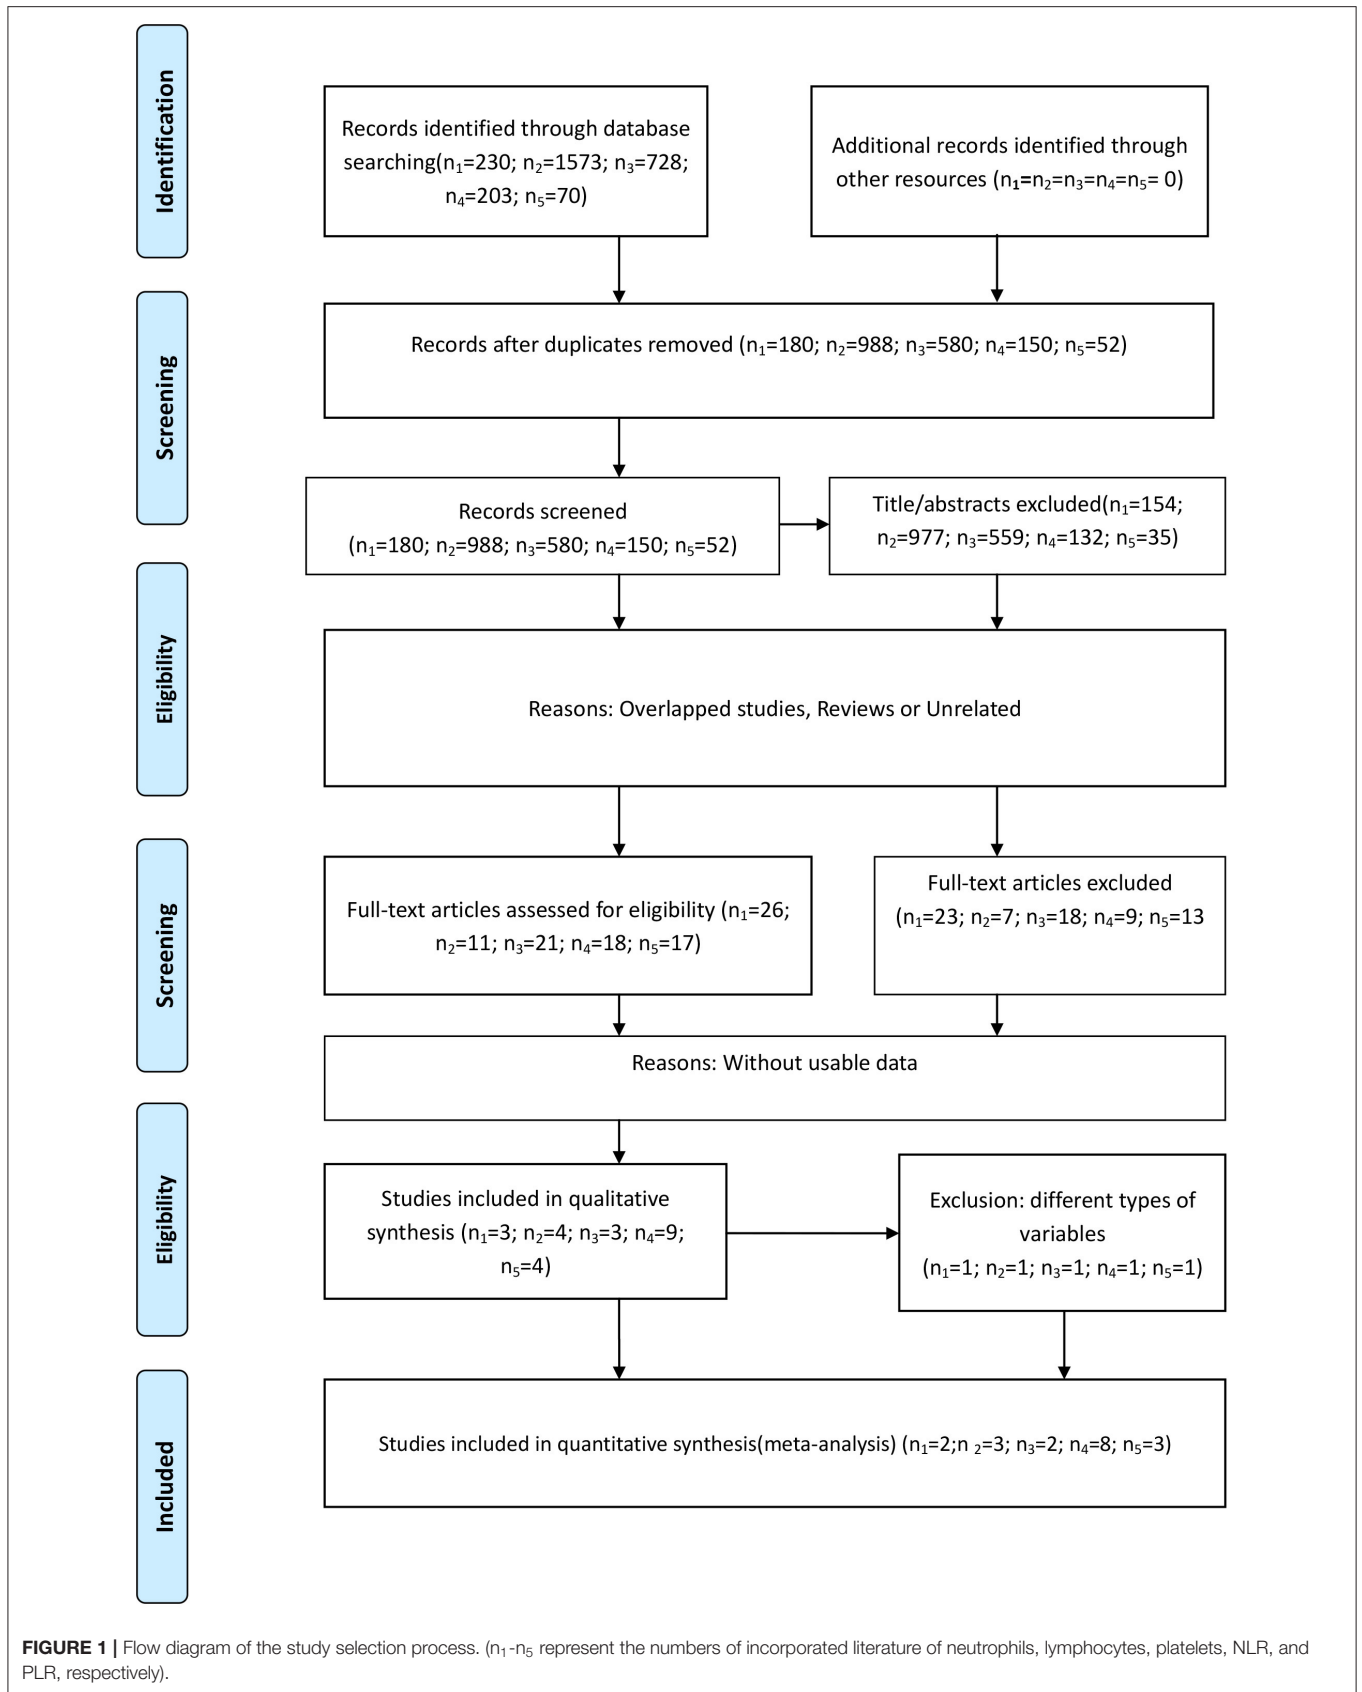 Identification
Records identified through database
searching(n₁=230; n₂=1573; n₃=728;
n₄=203; n₅=70)
Additional records identified through
other resources (n₁=n₂=n₃=n₄=n₅= 0)
Screening
Records after duplicates removed (n₁=180; n₂=988; n₃=580; n₄=150; n₅=52)
Records screened
(n₁=180; n₂=988; n₃=580; n₄=150; n₅=52)
Title/abstracts excluded(n₁=154;
n₂=977; n₃=559; n₄=132; n₅=35)
Eligibility
Reasons: Overlapped studies, Reviews or Unrelated
Screening
Full-text articles assessed for eligibility (n₁=26;
n₂=11; n₃=21; n₄=18; n₅=17)
Full-text articles excluded
(n₁=23; n₂=7; n₃=18; n₄=9; n₅=13
Reasons: Without usable data
Eligibility
Studies included in qualitative
synthesis (n₁=3; n₂=4; n₃=3; n₄=9;
n₅=4)
Exclusion: different types of
variables
(n₁=1; n₂=1; n₃=1; n₄=1; n₅=1)
Included
Studies included in quantitative synthesis(meta-analysis) (n₁=2;n ₂=3; n₃=2; n₄=8; n₅=3)
FIGURE 1 | Flow diagram of the study selection process. (n₁-n₅ represent the numbers of incorporated literature of neutrophils, lymphocytes, platelets, NLR, and
PLR, respectively).